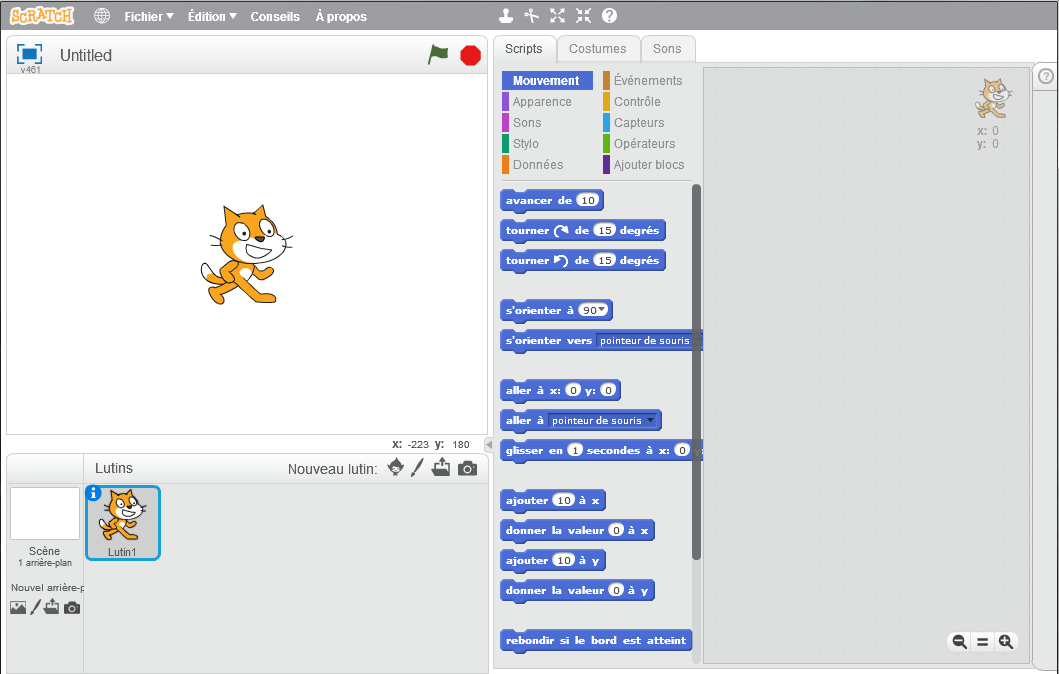 SCRATCH Fichier Édition Conseils À propos
Untitled
v461
x: -223 y: 180
Lutins Nouveau lutin:
Scène
1 arrière-plan
Nouvel arrière-p
Lutin1
Scripts Costumes Sons
Mouvement Événements
Apparence Contrôle
Sons Capteurs
Stylo Opérateurs
Données Ajouter blocs
avancer de 10
tourner de 15 degrés
tourner de 15 degrés
s'orienter à 90
s'orienter vers pointeur de souris
aller à x: 0 y: 0
aller à pointeur de souris
glisser en 1 secondes à x: 0 y:
ajouter 10 à x
donner la valeur 0 à x
ajouter 10 à y
donner la valeur 0 à y
rebondir si le bord est atteint
x: 0
y: 0